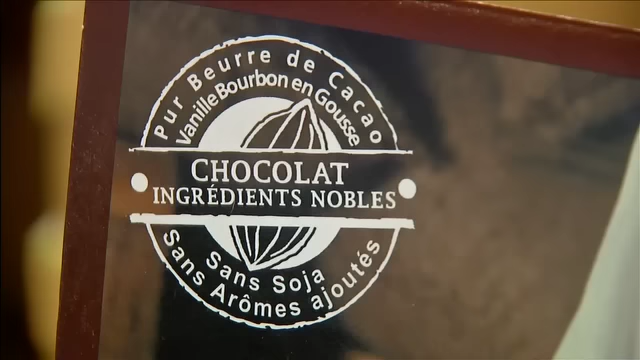 Pur Beurre de Cacao
Vanille Bourbon en Gousse
CHOCOLAT
INGRÉDIENTS NOBLES
Sans Soja
Sans Arômes ajoutés